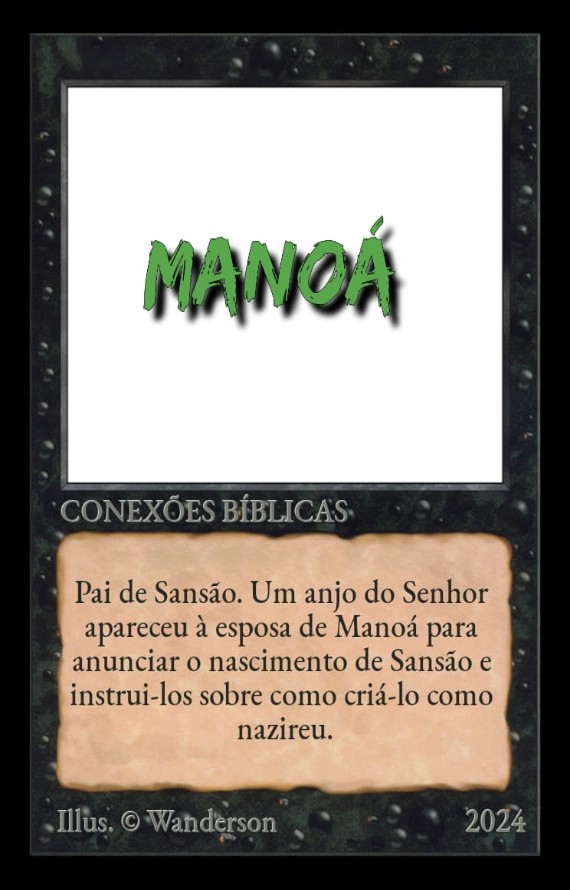 MANOÁ
CONEXÕES BÍBLICAS
Pai de Sansão. Um anjo do Senhor
apareceu à esposa de Manoá para
anunciar o nascimento de Sansão e
instrui-los sobre como criá-lo como
nazireu.
Illus. © Wanderson
2024